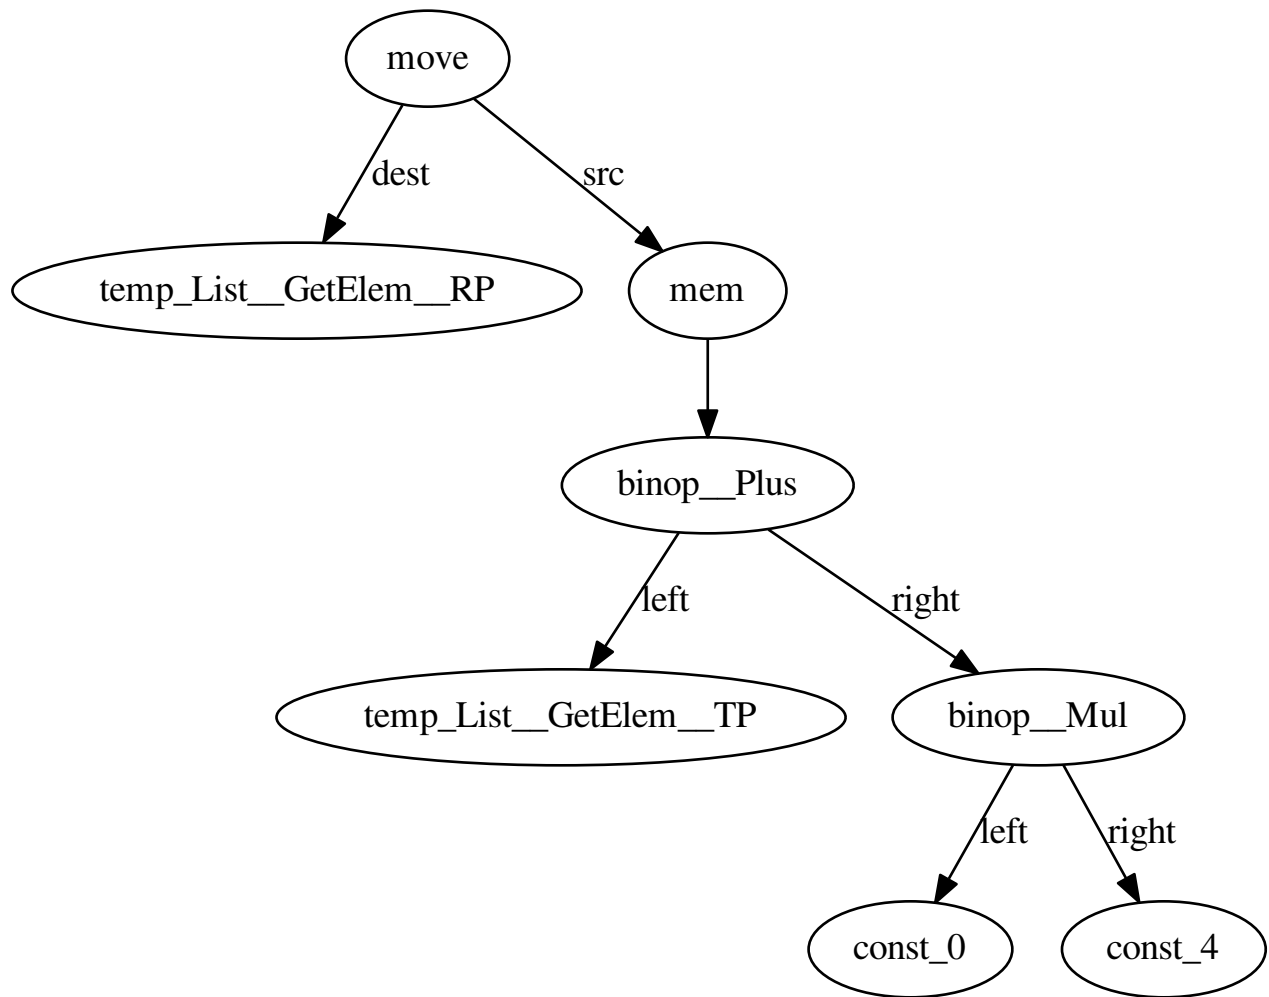 move
dest
src
temp_List__GetElem__RP
mem
binop__Plus
left
right
temp_List__GetElem__TP
binop__Mul
left
right
const_0
const_4